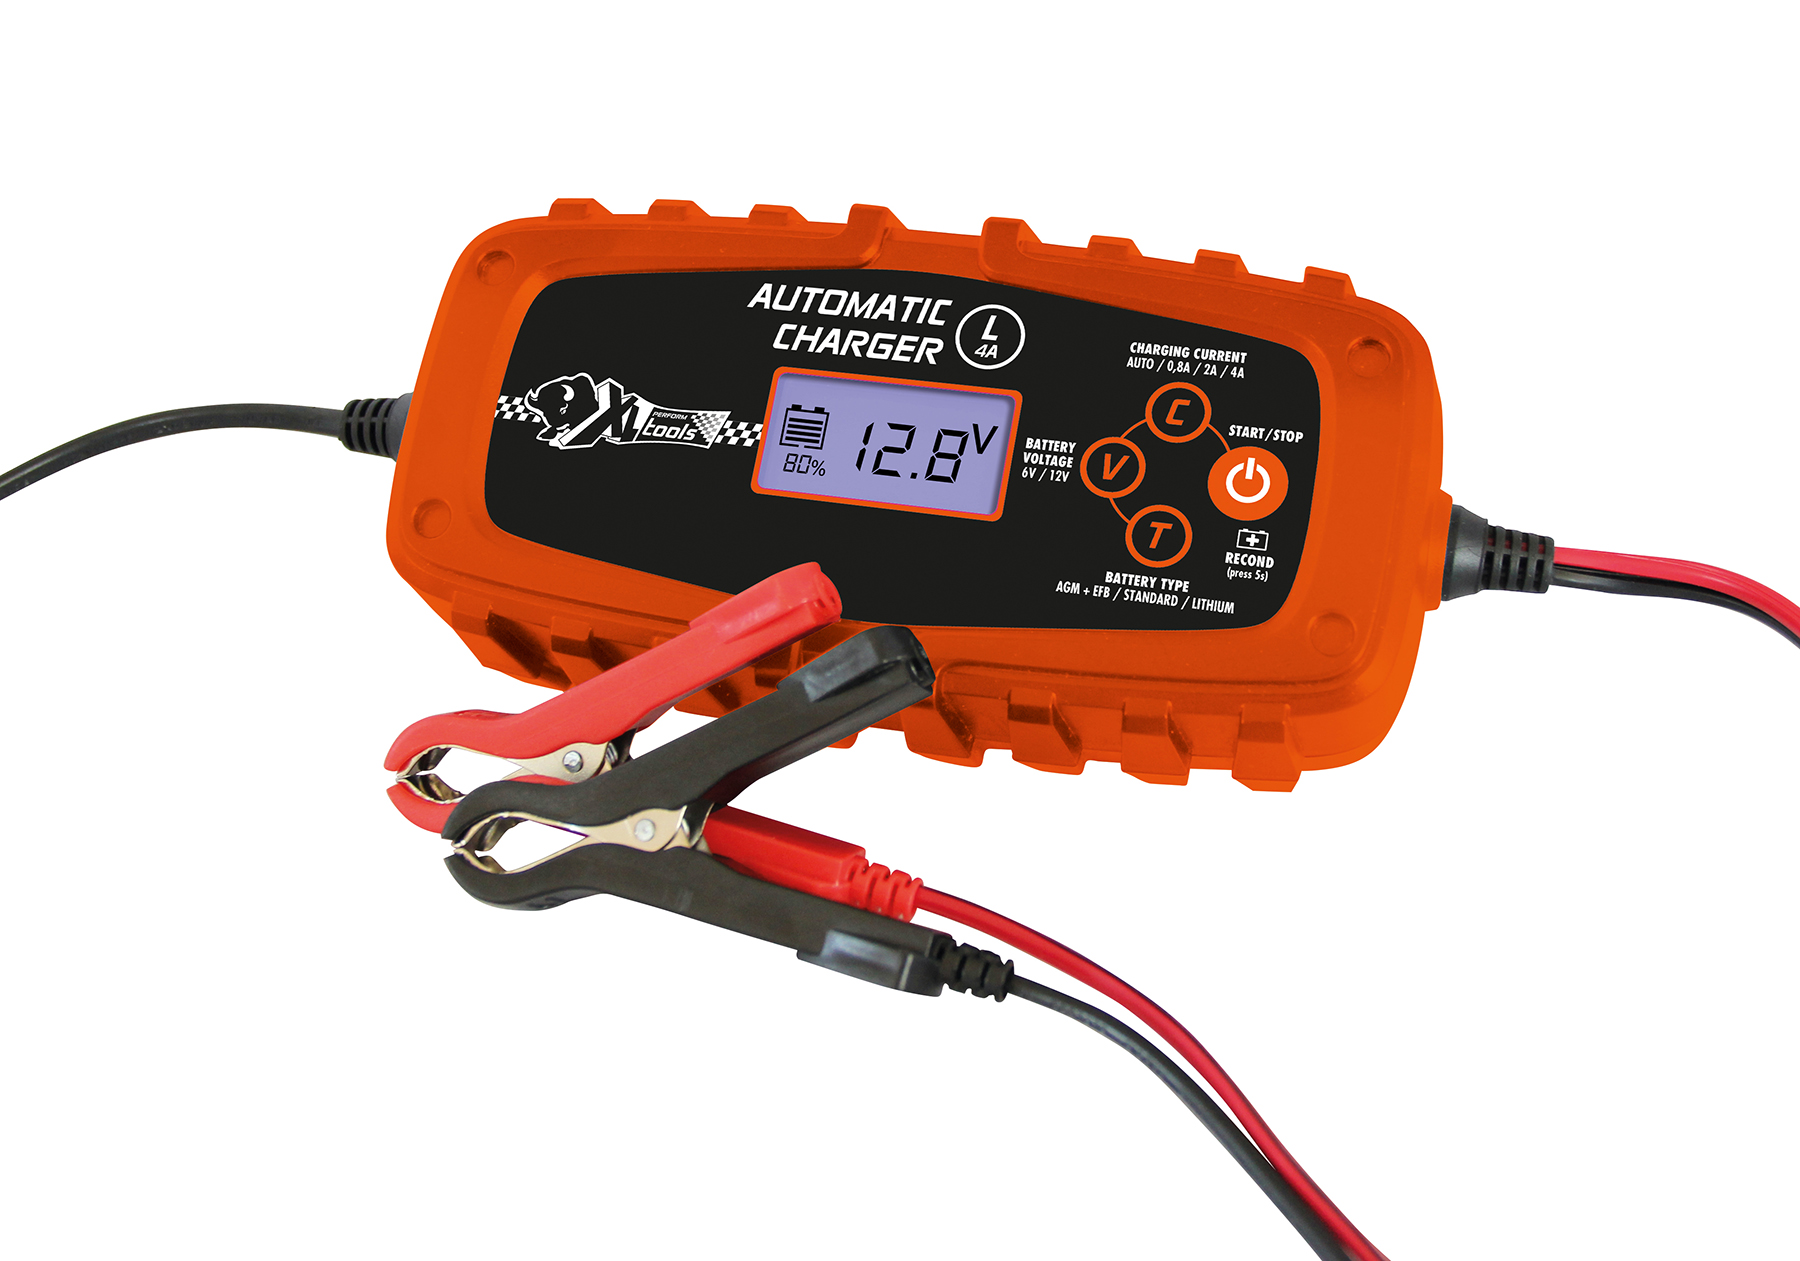 AUTOMATIC
CHARGER
L
4A
XL
PERFORM
tools
80%
12.8V
CHARGING CURRENT
AUTO / 0,8A / 2A / 4A
C
BATTERY
VOLTAGE
6V / 12V
V
START/STOP
T
BATTERY TYPE
AGM + EFB / STANDARD / LITHIUM
RECOND
(press 5s)